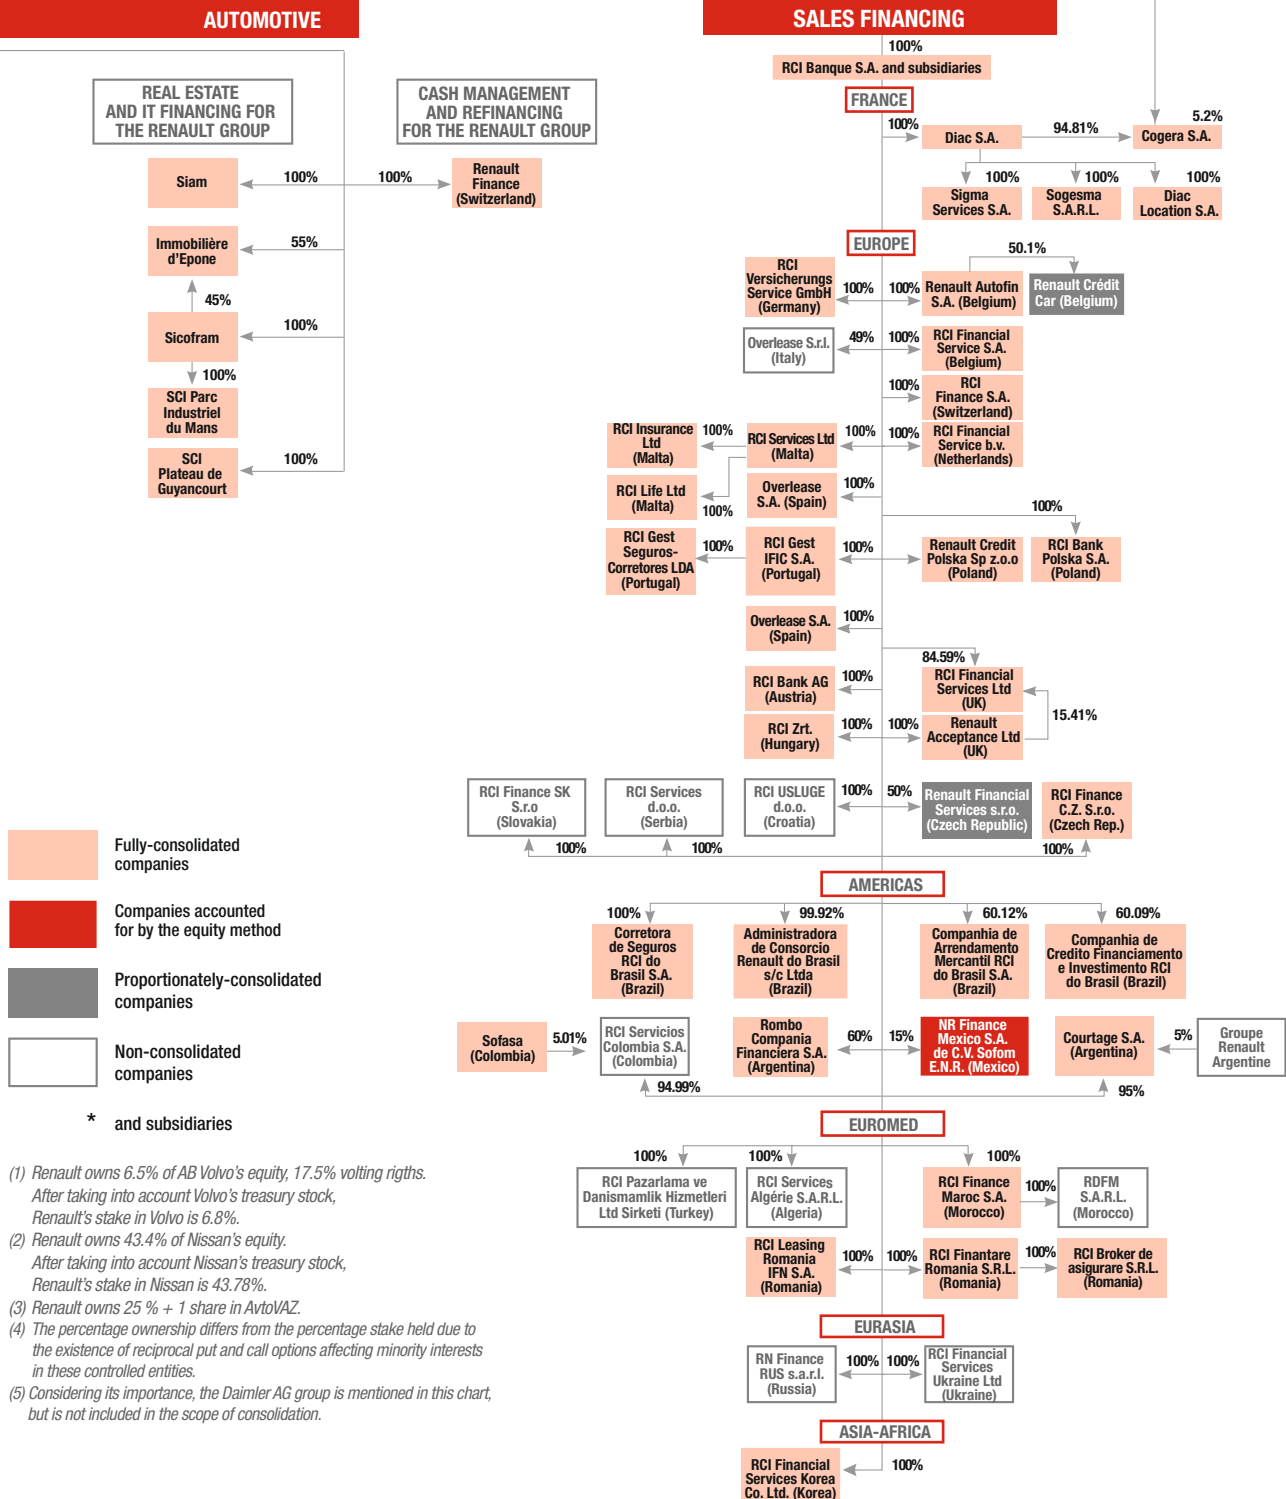 AUTOMOTIVE
REAL ESTATE
AND IT FINANCING FOR
THE RENAULT GROUP
CASH MANAGEMENT
AND REFINANCING
FOR THE RENAULT GROUP
Siam
100%
100%
Renault
Finance
(Switzerland)
Immobilière
d'Epone
55%
45%
Sicofram
100%
100%
SCI Parc
Industriel
du Mans
SCI
Plateau de
Guyancourt
100%
SALES FINANCING
100%
RCI Banque S.A. and subsidiaries
FRANCE
100%
Diac S.A.
94.81%
5.2%
Cogera S.A.
100%
100%
100%
Sigma
Services S.A.
Sogesma
S.A.R.L.
Diac
Location S.A.
EUROPE
50.1%
RCI
Versicherungs
Service GmbH
(Germany)
100%
100%
Renault Autofin
S.A. (Belgium)
Renault Crédit
Car (Belgium)
Overlease S.r.l.
(Italy)
49%
100%
RCI Financial
Service S.A.
(Belgium)
100%
RCI
Finance S.A.
(Switzerland)
RCI Insurance
Ltd
(Malta)
100%
RCI Services Ltd
(Malta)
100%
100%
RCI Financial
Service b.v.
(Netherlands)
RCI Life Ltd
(Malta)
100%
Overlease
S.A. (Spain)
100%
100%
RCI Gest
Seguros-
Corretores LDA
(Portugal)
100%
RCI Gest
IFIC S.A.
(Portugal)
100%
Renault Credit
Polska Sp z.o.o
(Poland)
RCI Bank
Polska S.A.
(Poland)
Overlease S.A.
(Spain)
100%
84.59%
RCI Bank AG
(Austria)
100%
RCI Financial
Services Ltd
(UK)
15.41%
RCI Zrt.
(Hungary)
100%
100%
Renault
Acceptance Ltd
(UK)
RCI Finance SK
S.r.o
(Slovakia)
RCI Services
d.o.o.
(Serbia)
RCI USLUGE
d.o.o.
(Croatia)
100%
50%
Renault Financial
Services s.r.o.
(Czech Republic)
RCI Finance
C.Z. S.r.o.
(Czech Rep.)
100%
100%
100%
AMERICAS
100%
99.92%
60.12%
60.09%
Corretora
de Seguros
RCI do
Brasil S.A.
(Brazil)
Administradora
de Consorcio
Renault do Brasil
s/c Ltda
(Brazil)
Companhia de
Arrendamento
Mercantil RCI
do Brasil S.A.
(Brazil)
Companhia de
Credito Financiamento
e Investimento RCI
do Brasil (Brazil)
Sofasa
(Colombia)
5.01%
RCI Servicios
Colombia S.A.
(Colombia)
Rombo
Compania
Financiera S.A.
(Argentina)
60%
15%
NR Finance
Mexico S.A.
de C.V. Sofom
E.N.R. (Mexico)
Courtage S.A.
(Argentina)
5%
Groupe
Renault
Argentine
94.99%
95%
EUROMED
100%
100%
100%
RCI Pazarlama ve
Danismamlik Hizmetleri
Ltd Sirketi (Turkey)
RCI Services
Algérie S.A.R.L.
(Algeria)
RCI Finance
Maroc S.A.
(Morocco)
100%
RDFM
S.A.R.L.
(Morocco)
RCI Leasing
Romania
IFN S.A.
(Romania)
100%
100%
RCI Finantare
Romania S.R.L.
(Romania)
100%
RCI Broker de
asigurare S.R.L.
(Romania)
EURASIA
RN Finance
RUS s.a.r.l.
(Russia)
100%
100%
RCI Financial
Services
Ukraine Ltd
(Ukraine)
ASIA-AFRICA
RCI Financial
Services Korea
Co. Ltd. (Korea)
100%
Fully-consolidated
companies
Companies accounted
for by the equity method
Proportionately-consolidated
companies
Non-consolidated
companies
* and subsidiaries
(1) Renault owns 6.5% of AB Volvo's equity, 17.5% volting rigths.
After taking into account Volvo's treasury stock,
Renault's stake in Volvo is 6.8%.
(2) Renault owns 43.4% of Nissan's equity.
After taking into account Nissan's treasury stock,
Renault's stake in Nissan is 43.78%.
(3) Renault owns 25 % + 1 share in AvtoVAZ.
(4) The percentage ownership differs from the percentage stake held due to
the existence of reciprocal put and call options affecting minority interests
in these controlled entities.
(5) Considering its importance, the Daimler AG group is mentioned in this chart,
but is not included in the scope of consolidation.